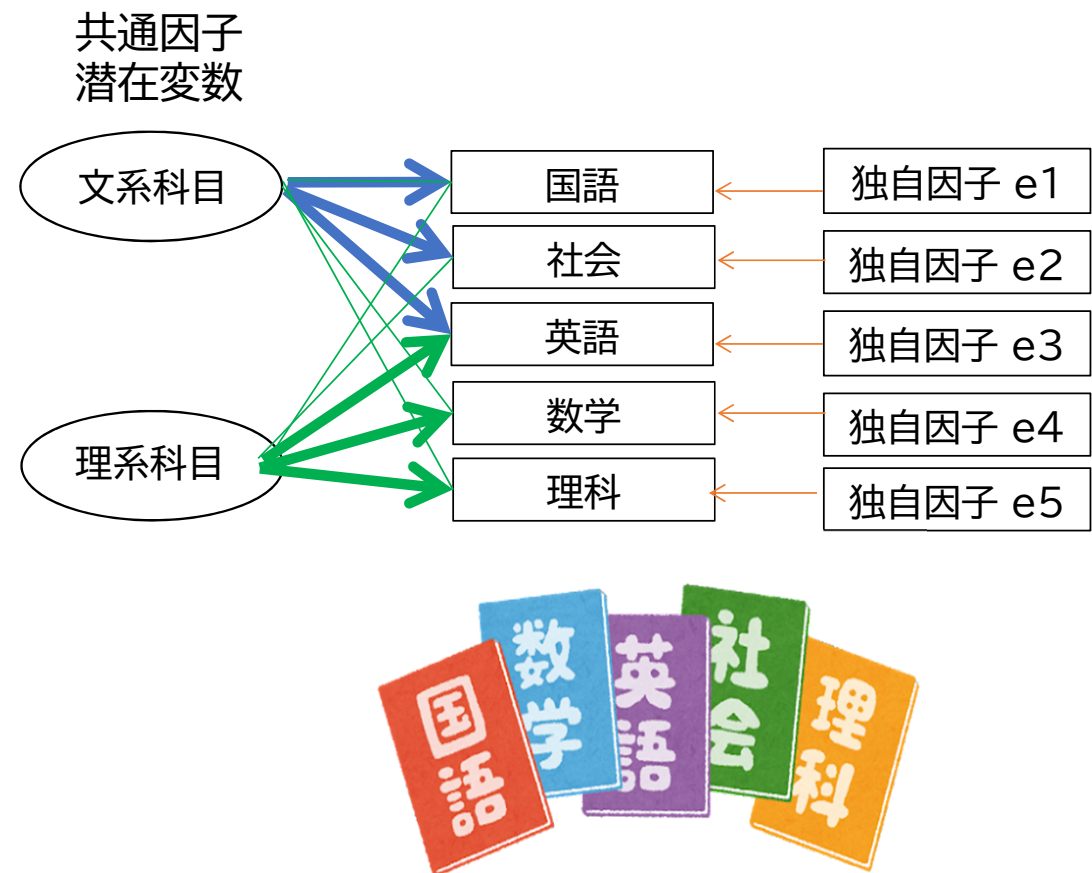 共通因子
潜在変数
文系科目
国語
独自因子 e1
社会
独自因子 e2
英語
独自因子 e3
数学
独自因子 e4
理系科目
理科
独自因子 e5
国語
数学
英語
社会
理科